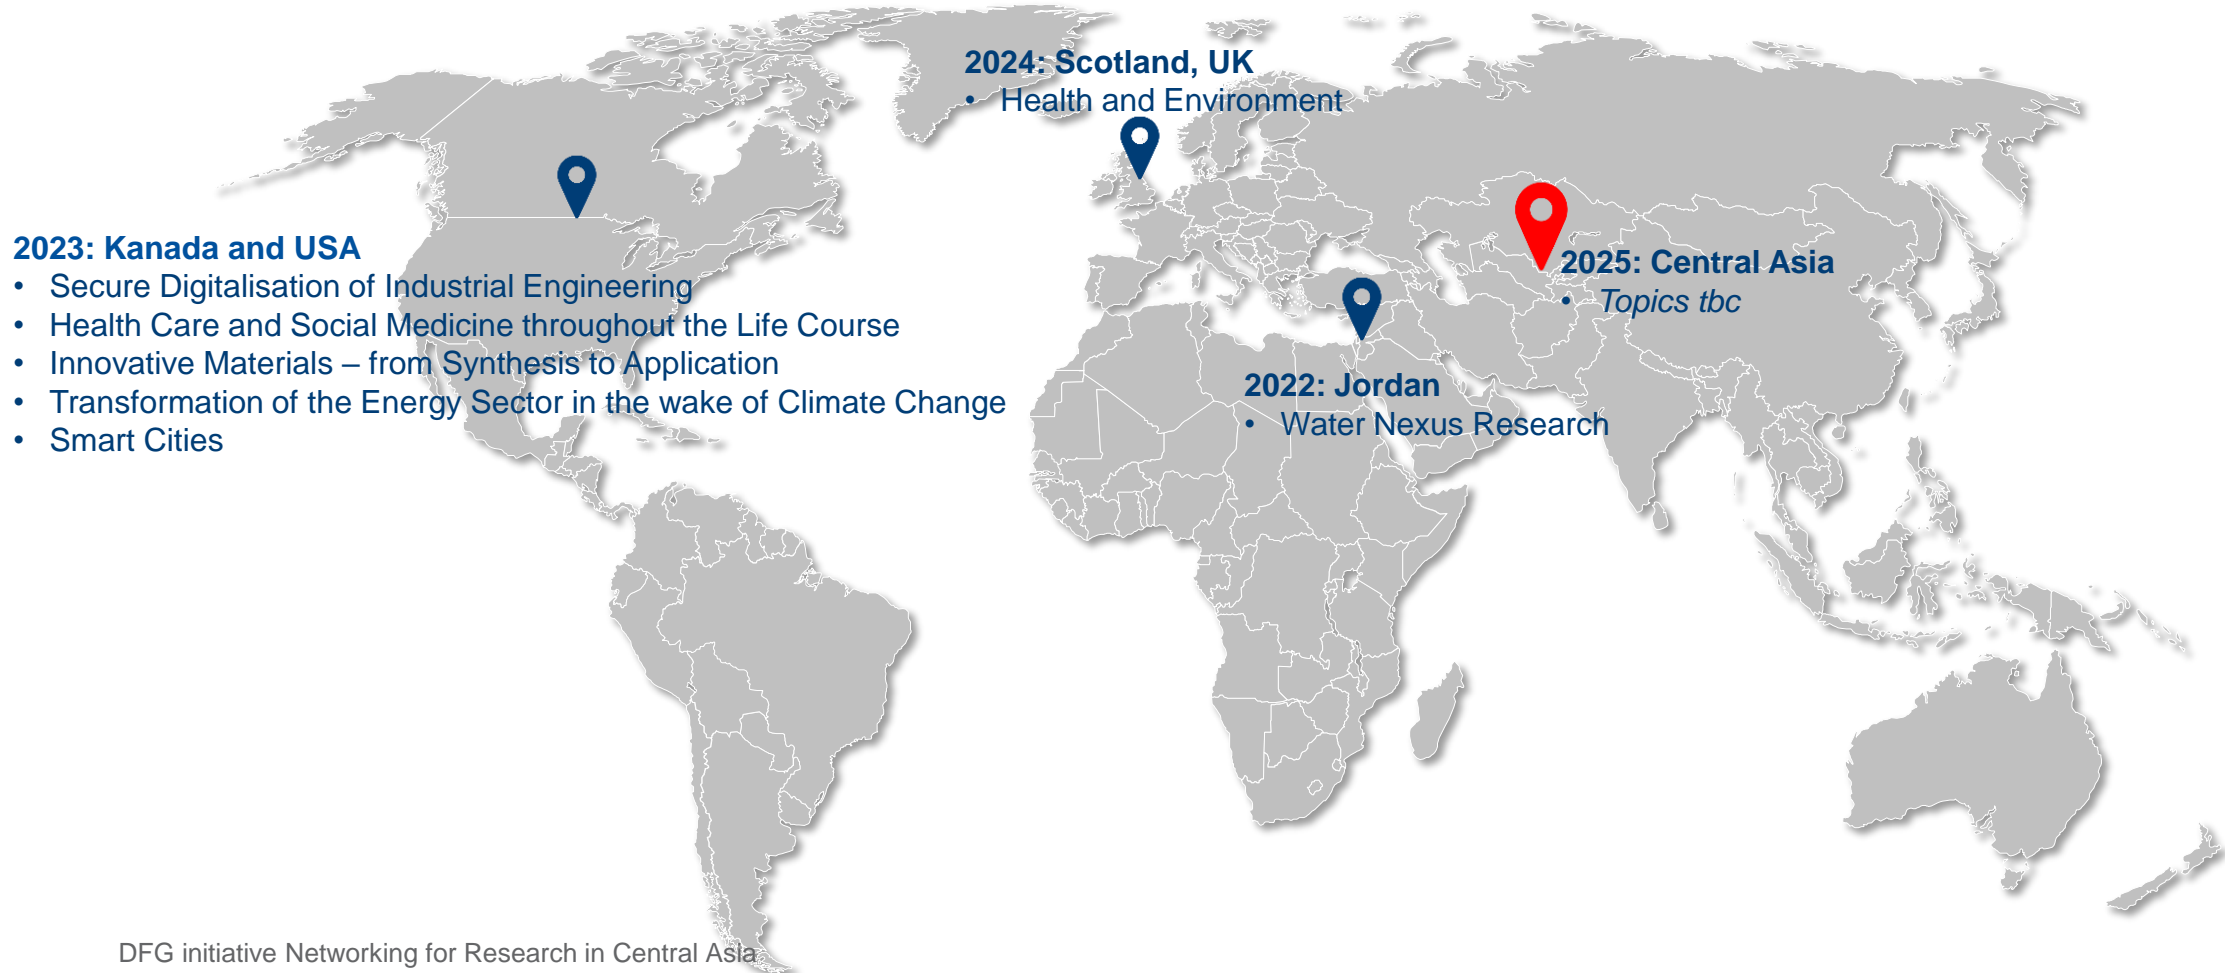 2024: Scotland, UK
• Health and Environment
2023: Kanada and USA
• Secure Digitalisation of Industrial Engineering
• Health Care and Social Medicine throughout the Life Course
• Innovative Materials – from Synthesis to Application
• Transformation of the Energy Sector in the wake of Climate Change
• Smart Cities
2025: Central Asia
• Topics tbc
2022: Jordan
• Water Nexus Research
DFG initiative Networking for Research in Central Asia